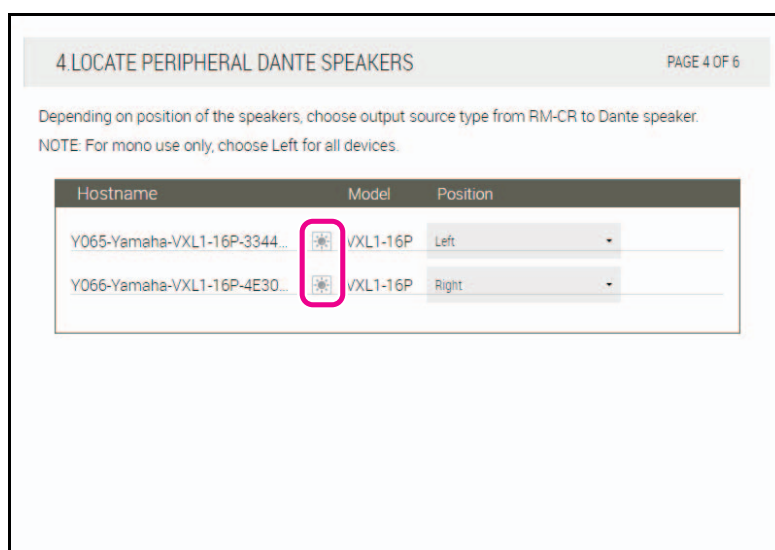 4.LOCATE PERIPHERAL DANTE SPEAKERS PAGE 4 OF 6
Depending on position of the speakers, choose output source type from RM-CR to Dante speaker.
NOTE: For mono use only, choose Left for all devices.
Hostname Model Position
Y065-Yamaha-VXL1-16P-3344... VXL1-16P Left
Y066-Yamaha-VXL1-16P-4E30... VXL1-16P Right